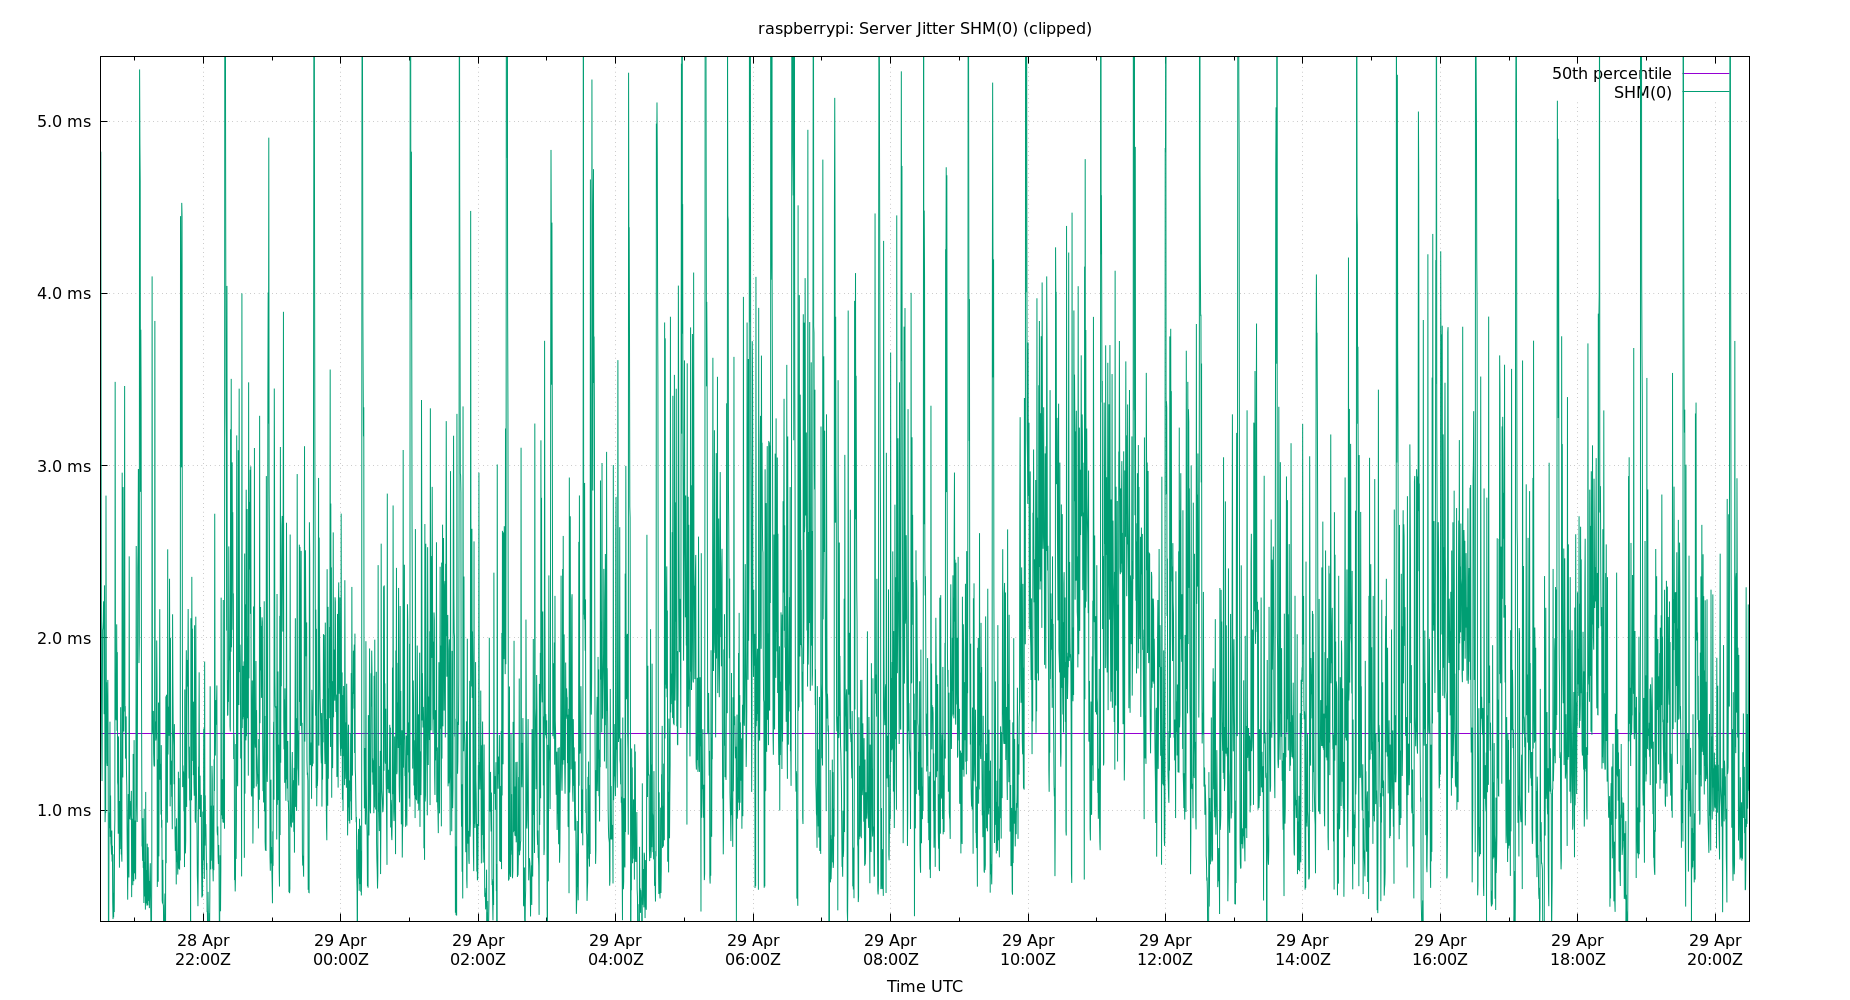 raspberrypi: Server Jitter SHM(0) (clipped)
50th percentile
SHM(0)
5.0 ms
4.0 ms
3.0 ms
2.0 ms
1.0 ms
28 Apr 29 Apr 29 Apr 29 Apr 29 Apr 29 Apr 29 Apr 29 Apr 29 Apr 29 Apr 29 Apr 29 Apr
22:00Z 00:00Z 02:00Z 04:00Z 06:00Z 08:00Z 10:00Z 12:00Z 14:00Z 16:00Z 18:00Z 20:00Z
Time UTC